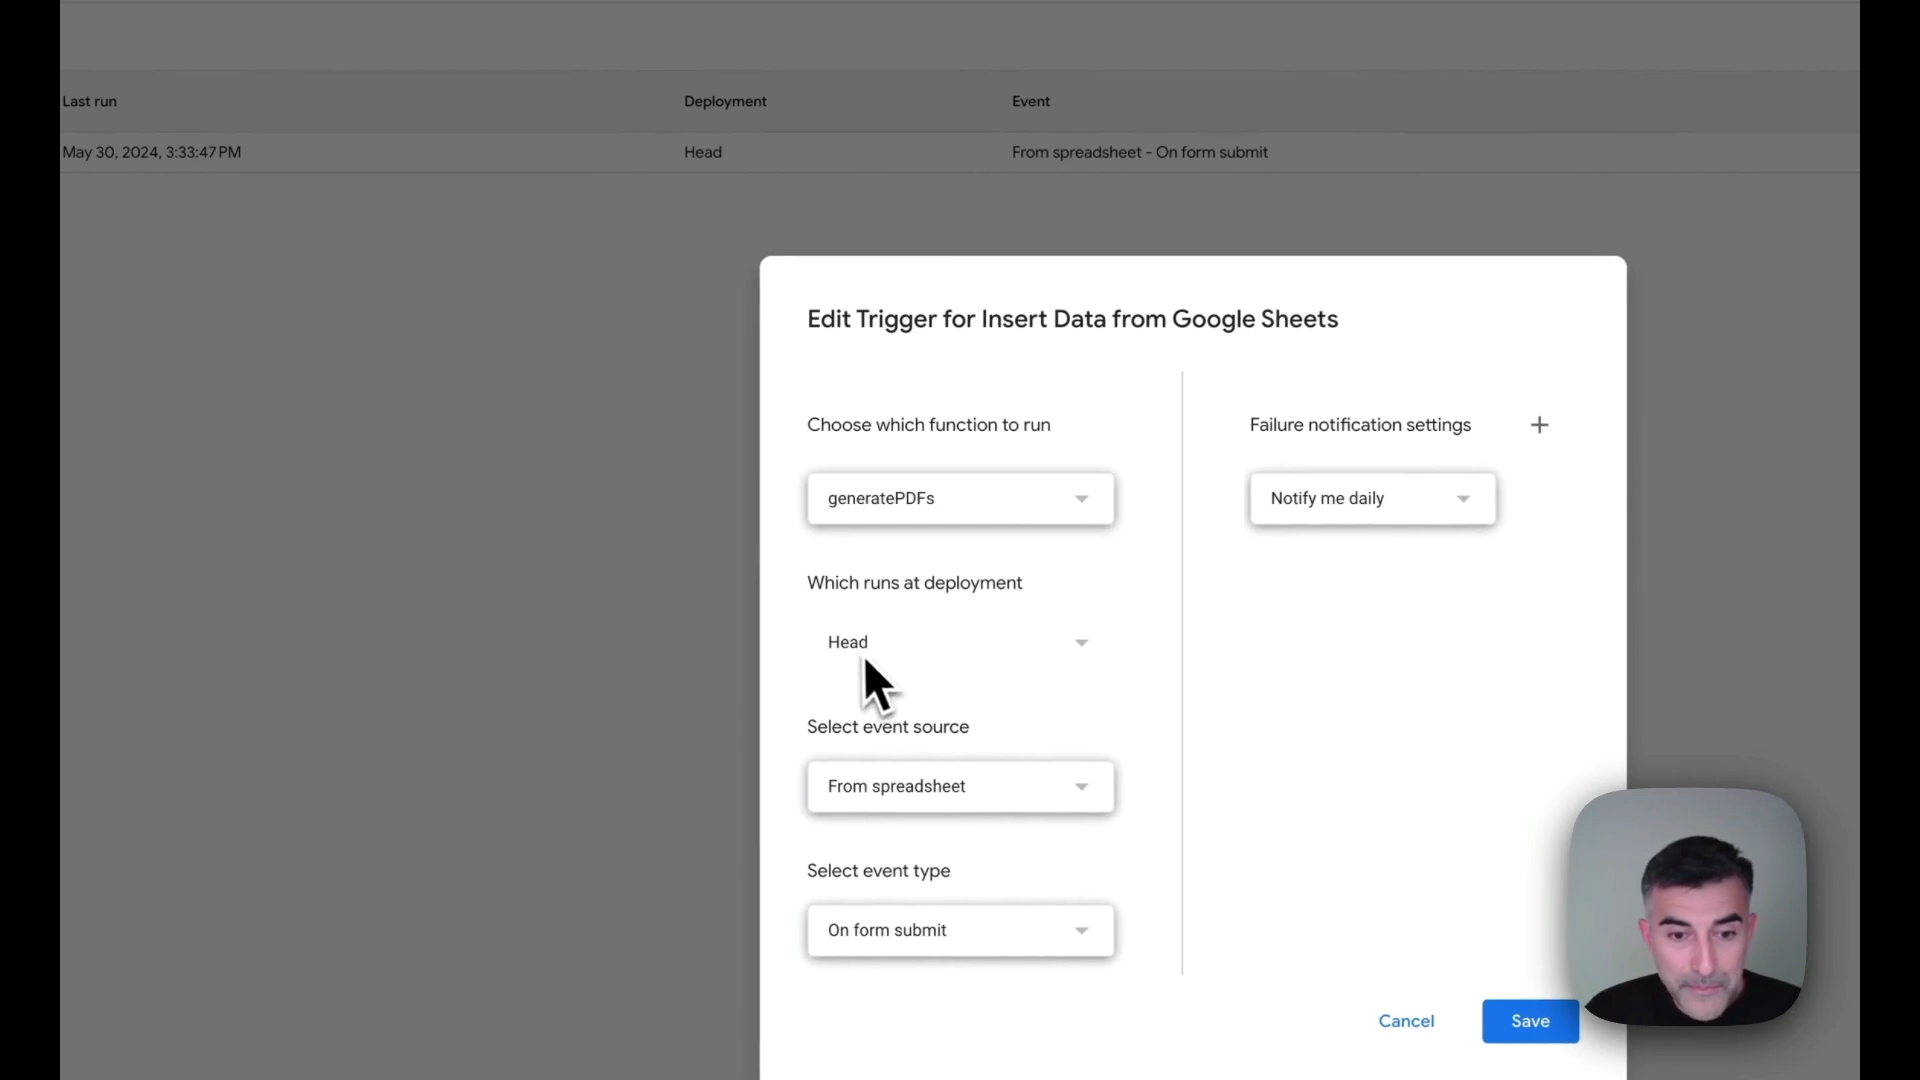 Last run
Deployment
Event
May 30, 2024, 3:33:47 PM
Head
From spreadsheet - On form submit
Edit Trigger for Insert Data from Google Sheets
Choose which function to run
Failure notification settings
generatePDFs
Notify me daily
Which runs at deployment
Head
Select event source
From spreadsheet
Select event type
On form submit
Cancel
Save